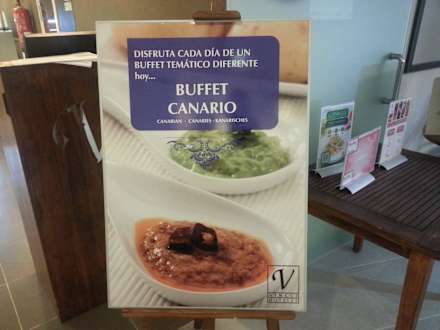 DISFRUTA CADA DÍA DE UN
BUFFET TEMÁTICO DIFERENTE
hoy...
BUFFET
CANARIO
CANARIAN - CANARIES - KANARISCHES
V